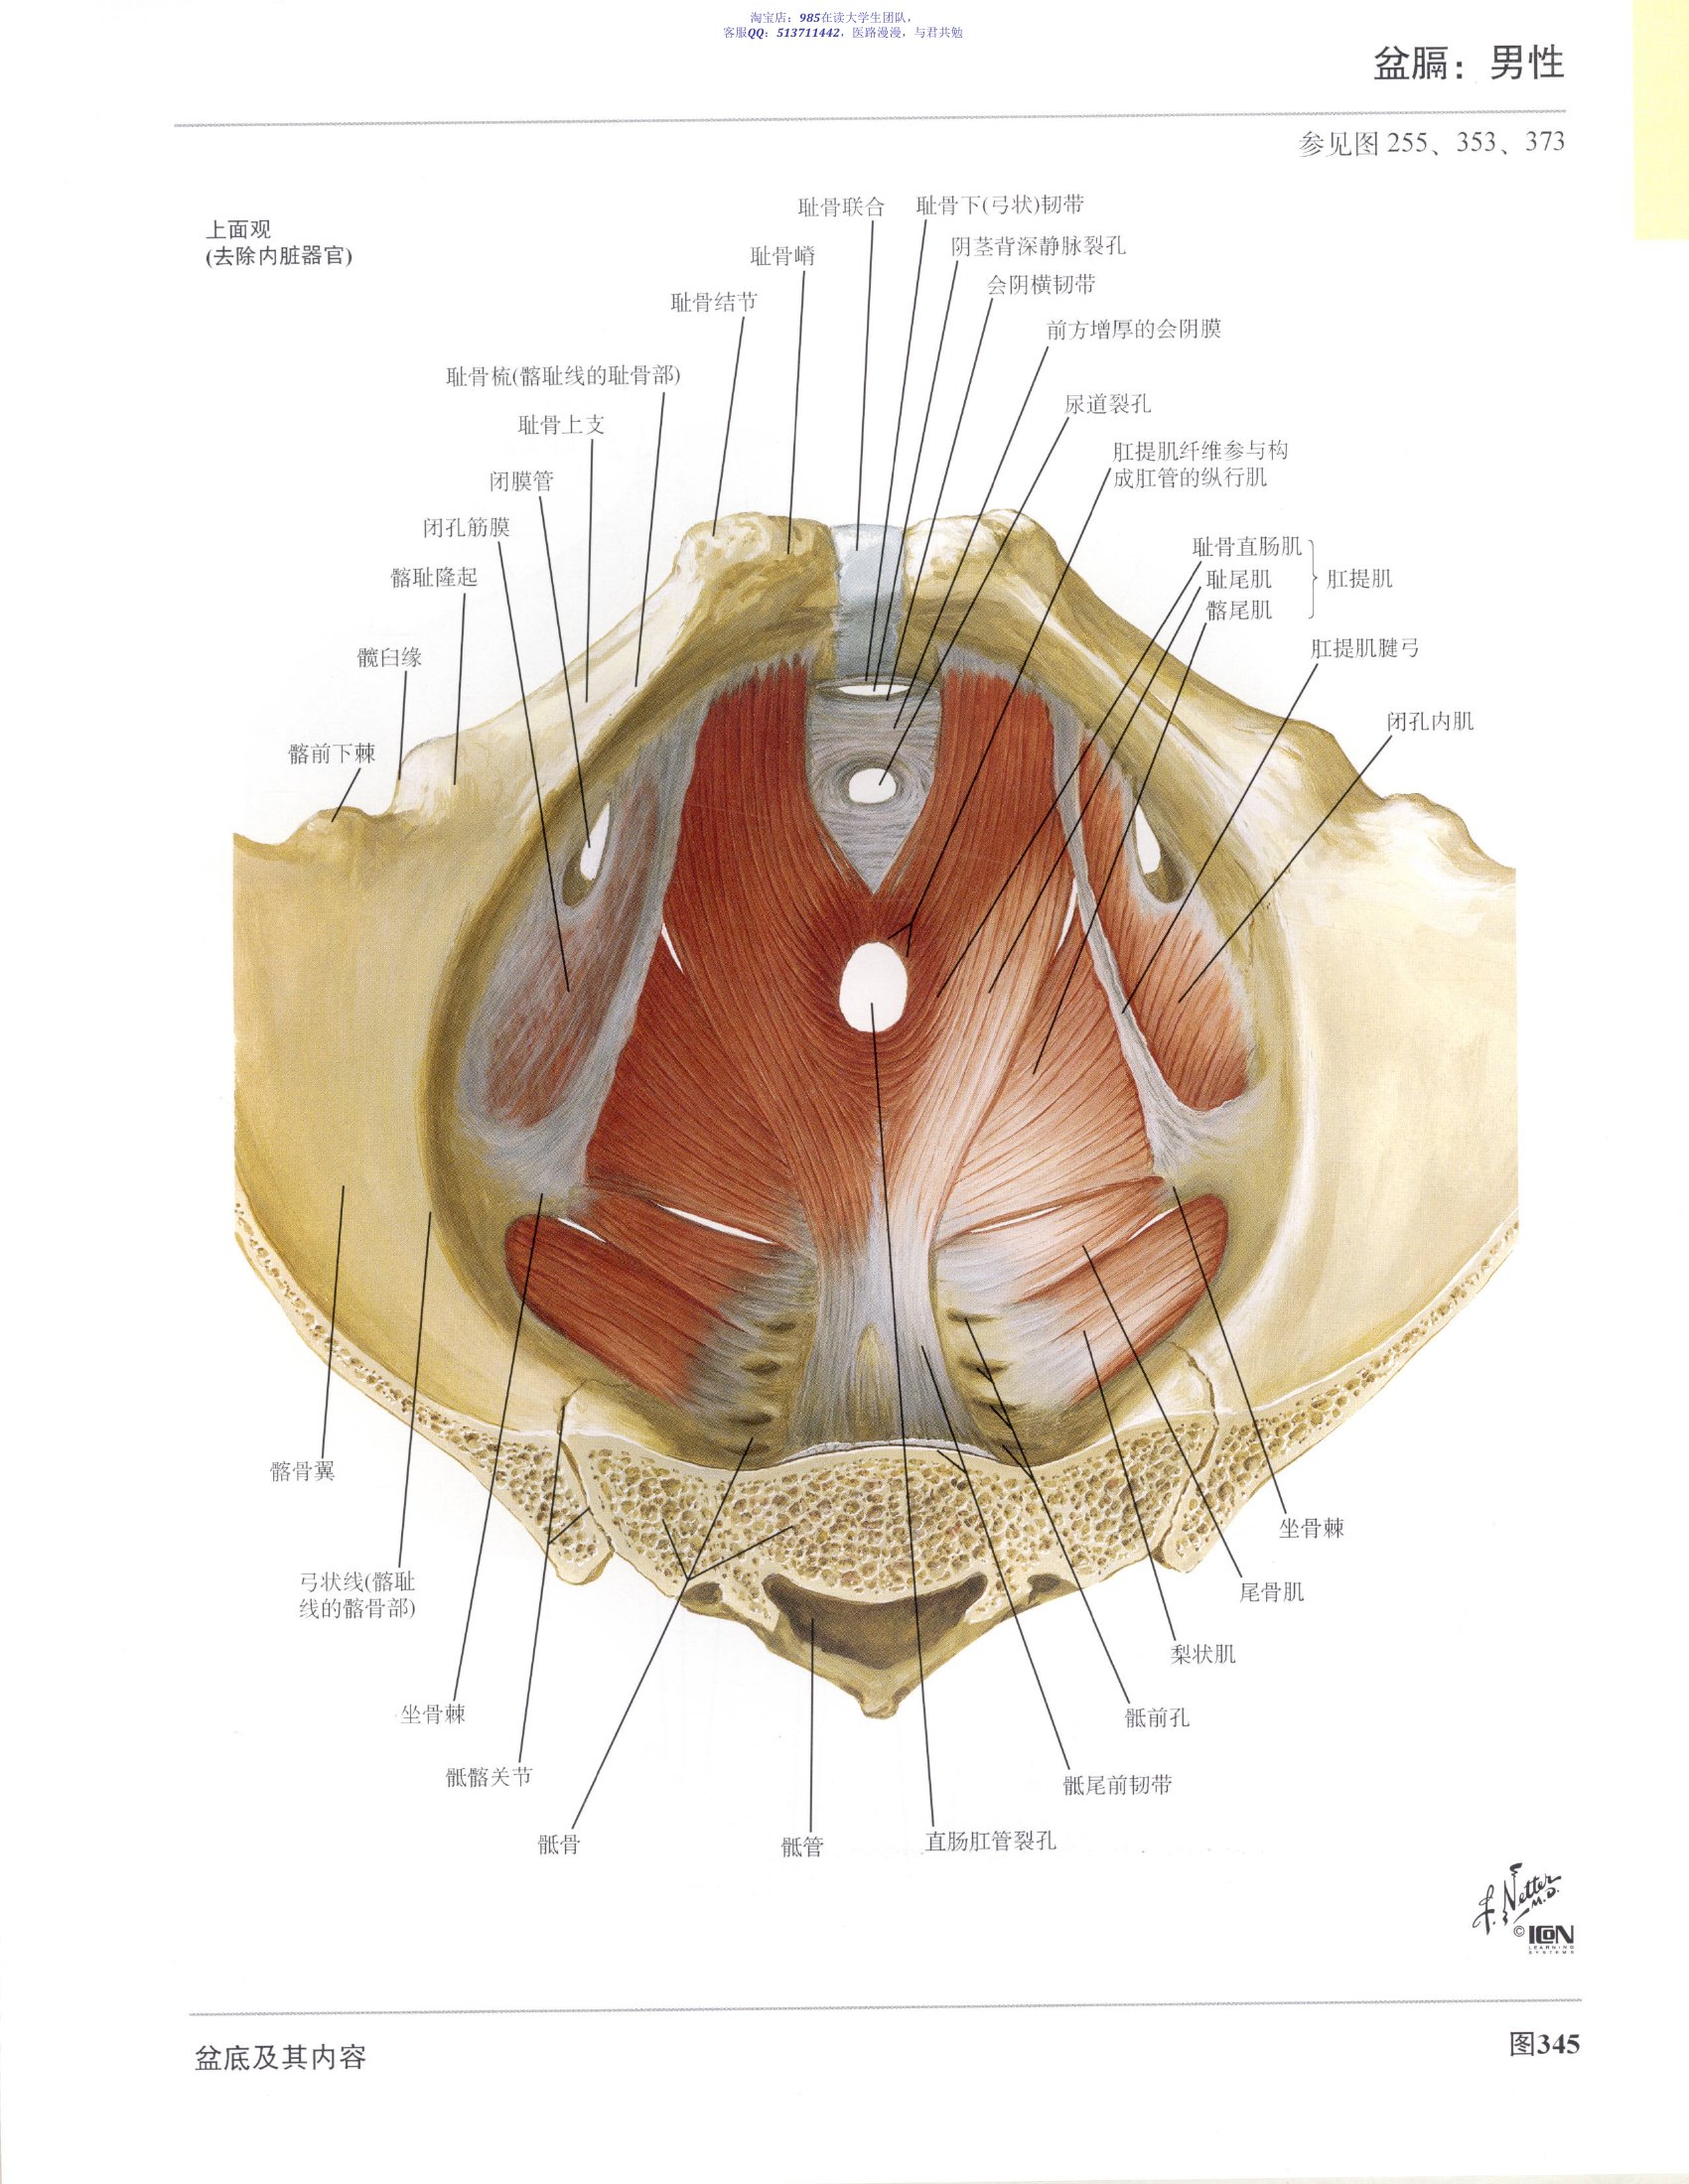 淘宝店：985在读大学生团队，
客服QQ：513711442，医路漫漫，与君共勉
盆膈：男性
参见图 255、353、373
上面观
(去除内脏器官)
耻骨联合
耻骨下(弓状)韧带
耻骨嵴
阴茎背深静脉裂孔
会阴横韧带
耻骨结节
前方增厚的会阴膜
耻骨梳(髂耻线的耻骨部)
尿道裂孔
耻骨上支
肛提肌纤维参与构
成肛管的纵行肌
闭膜管
闭孔筋膜
耻骨直肠肌
耻尾肌
髂尾肌
肛提肌
髂耻隆起
肛提肌腱弓
髋臼缘
闭孔内肌
髂前下棘
髂骨翼
坐骨棘
弓状线(髂耻
线的髂骨部)
尾骨肌
梨状肌
坐骨棘
骶前孔
骶髂关节
骶尾前韧带
骶骨
骶管
直肠肛管裂孔
F. Netter
M.D.
© ICON
LEARNING
SYSTEMS
盆底及其内容
图345